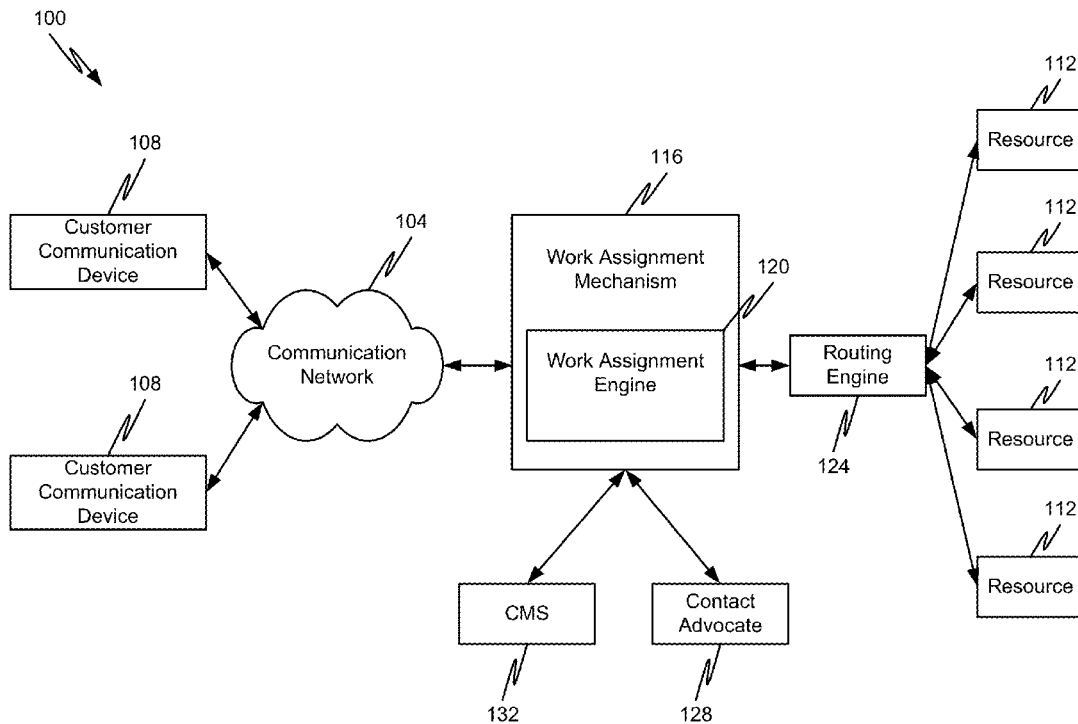 100
112
Resource
108
Customer
Communication
Device
104
Communication
Network
116
Work Assignment
Mechanism
120
Work Assignment
Engine
Routing
Engine
124
112
Resource
112
Resource
112
Resource
108
Customer
Communication
Device
CMS
132
Contact
Advocate
128